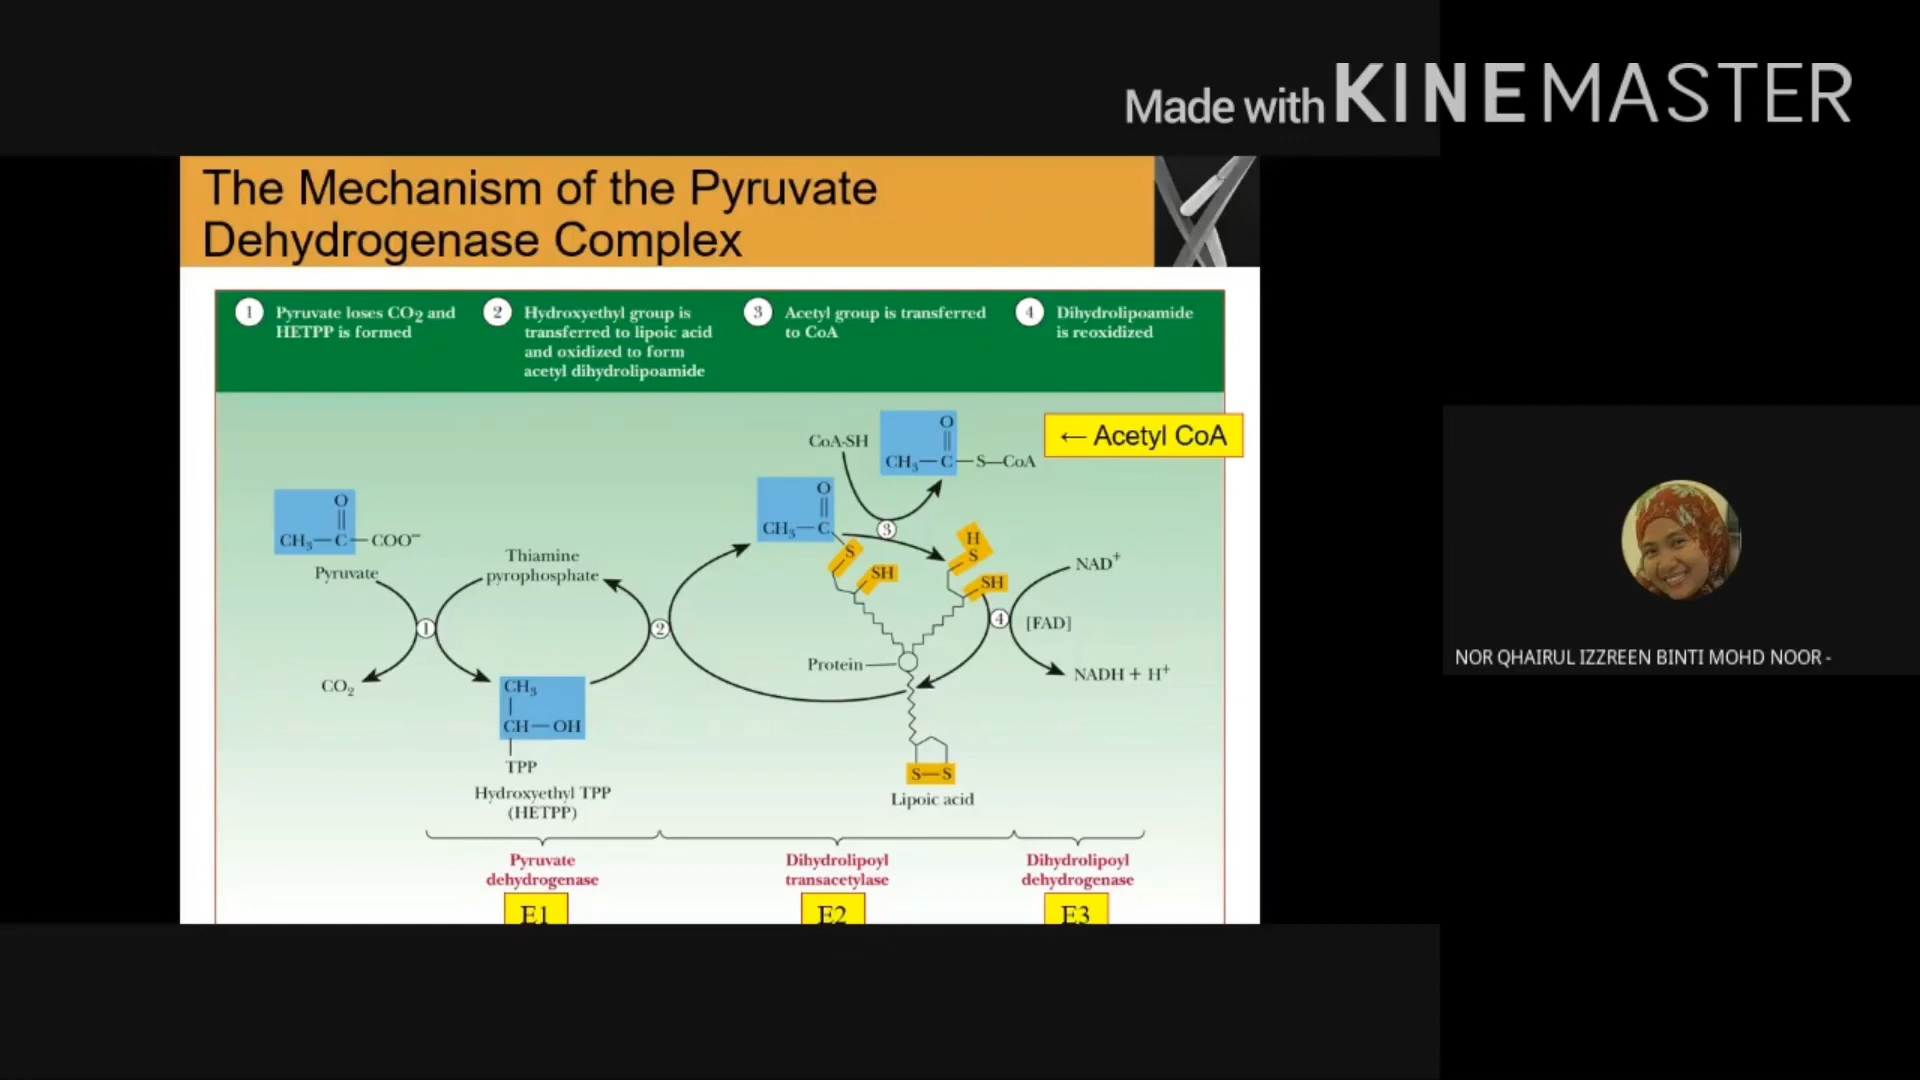 Made with KINEMASTER
The Mechanism of the Pyruvate
Dehydrogenase Complex
1 Pyruvate loses CO2 and
HETPP is formed
2 Hydroxyethyl group is
transferred to lipoic acid
and oxidized to form
acetyl dihydrolipoamide
3 Acetyl group is transferred
to CoA
4 Dihydrolipoamide
is reoxidized
O
CH3—C—COO−
Pyruvate
1
CO2
Thiamine
pyrophosphate
CH3
CH—OH
TPP
Hydroxyethyl TPP
(HETPP)
2
O
CH3—C
S
SH
CoA-SH
O
CH3—C—S—CoA
← Acetyl CoA
3
H
S
SH
NAD+
4
[FAD]
NADH + H+
Protein
S—S
Lipoic acid
Pyruvate
dehydrogenase
E1
Dihydrolipoyl
transacetylase
E2
Dihydrolipoyl
dehydrogenase
E3
NOR QHAIRUL IZZREEN BINTI MOHD NOOR -